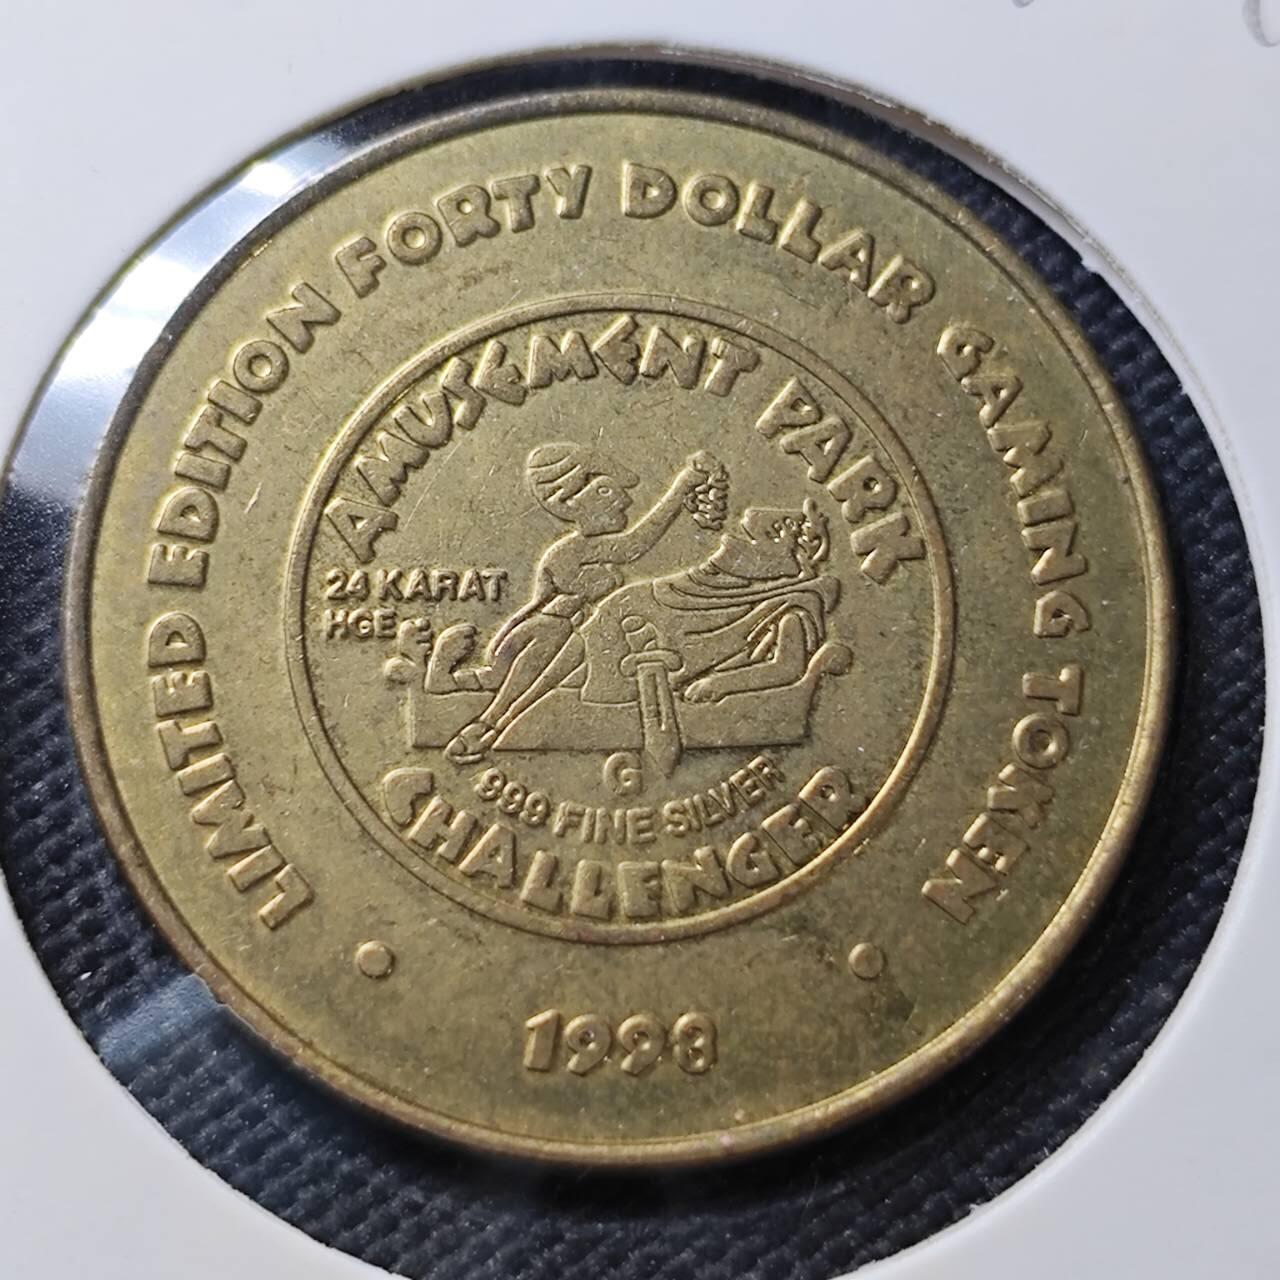 LIMITED EDITION FORTY DOLLAR GAMING TOKEN
AMUSEMENT PARK
24 KARAT
HGE
G
.999 FINE SILVER
CHALLENGER
• 1998 •